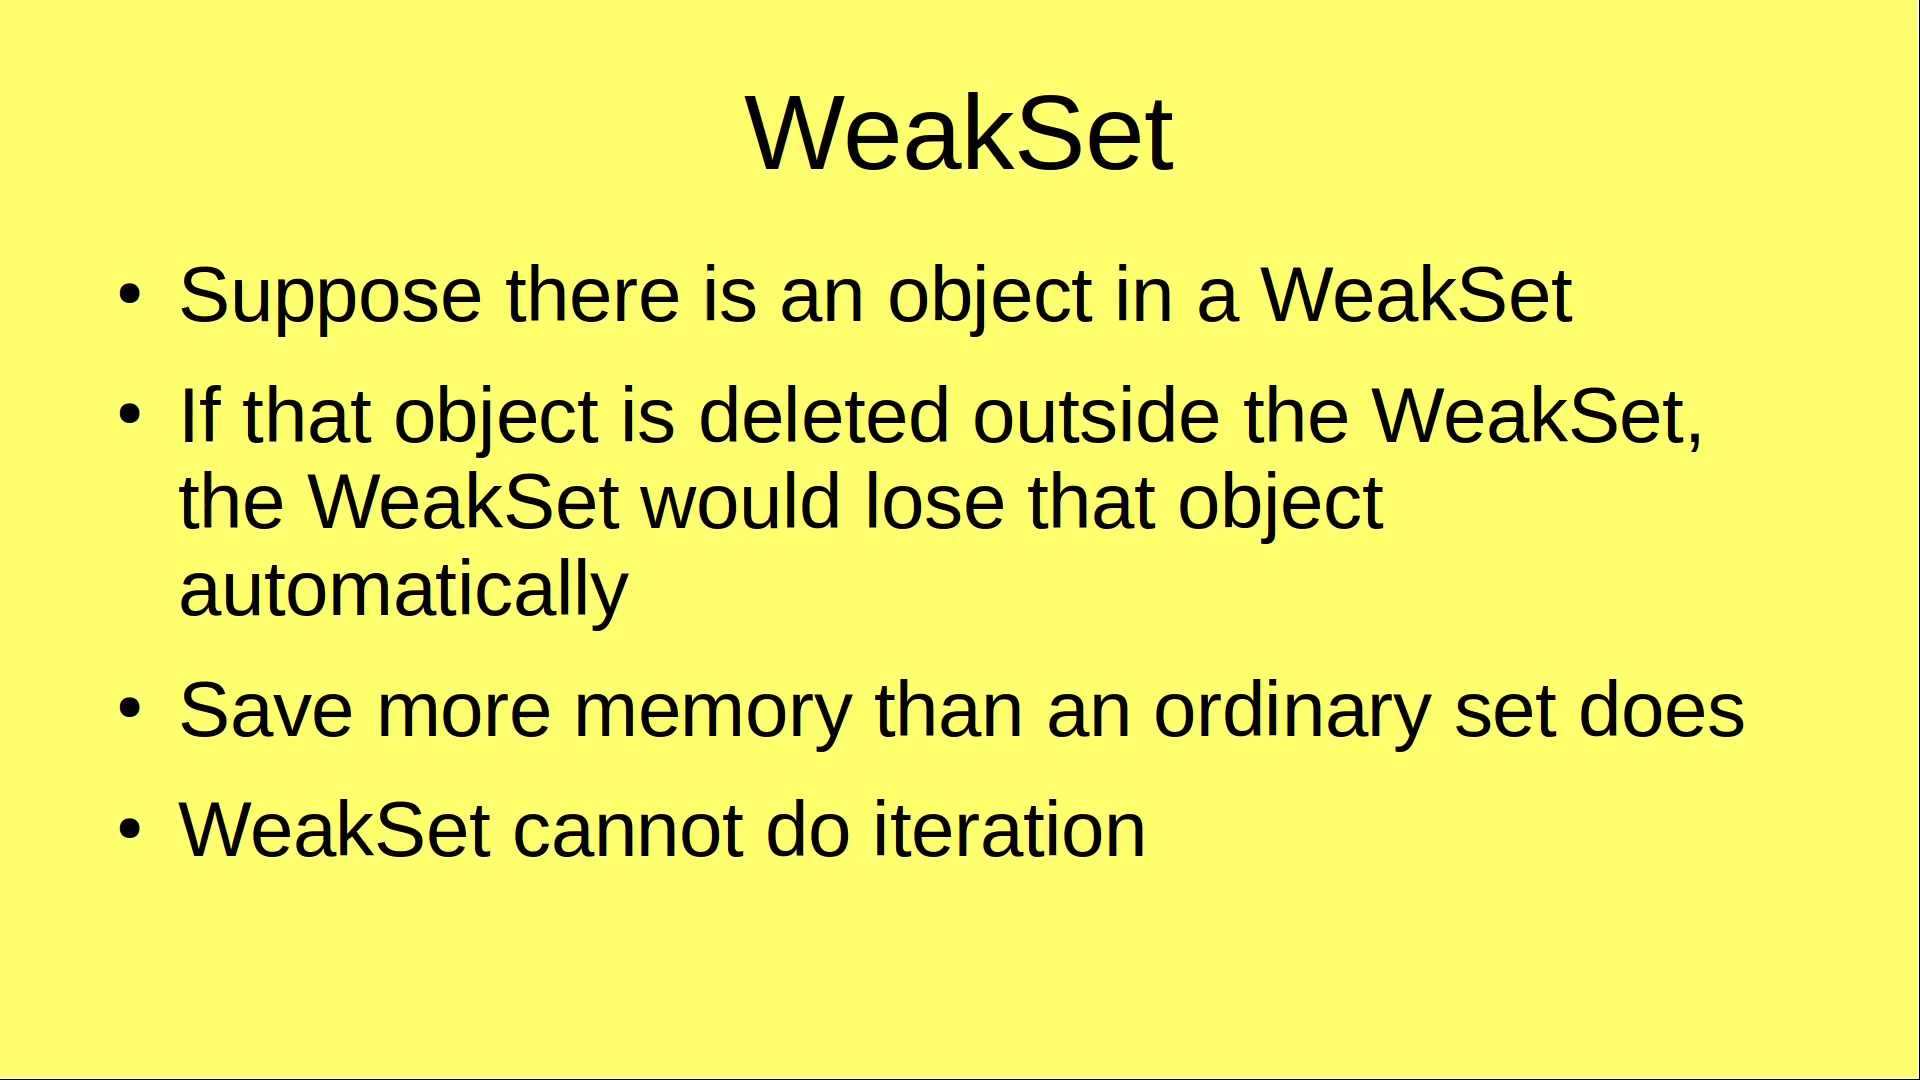 WeakSet
• Suppose there is an object in a WeakSet
• If that object is deleted outside the WeakSet,
the WeakSet would lose that object
automatically
• Save more memory than an ordinary set does
• WeakSet cannot do iteration